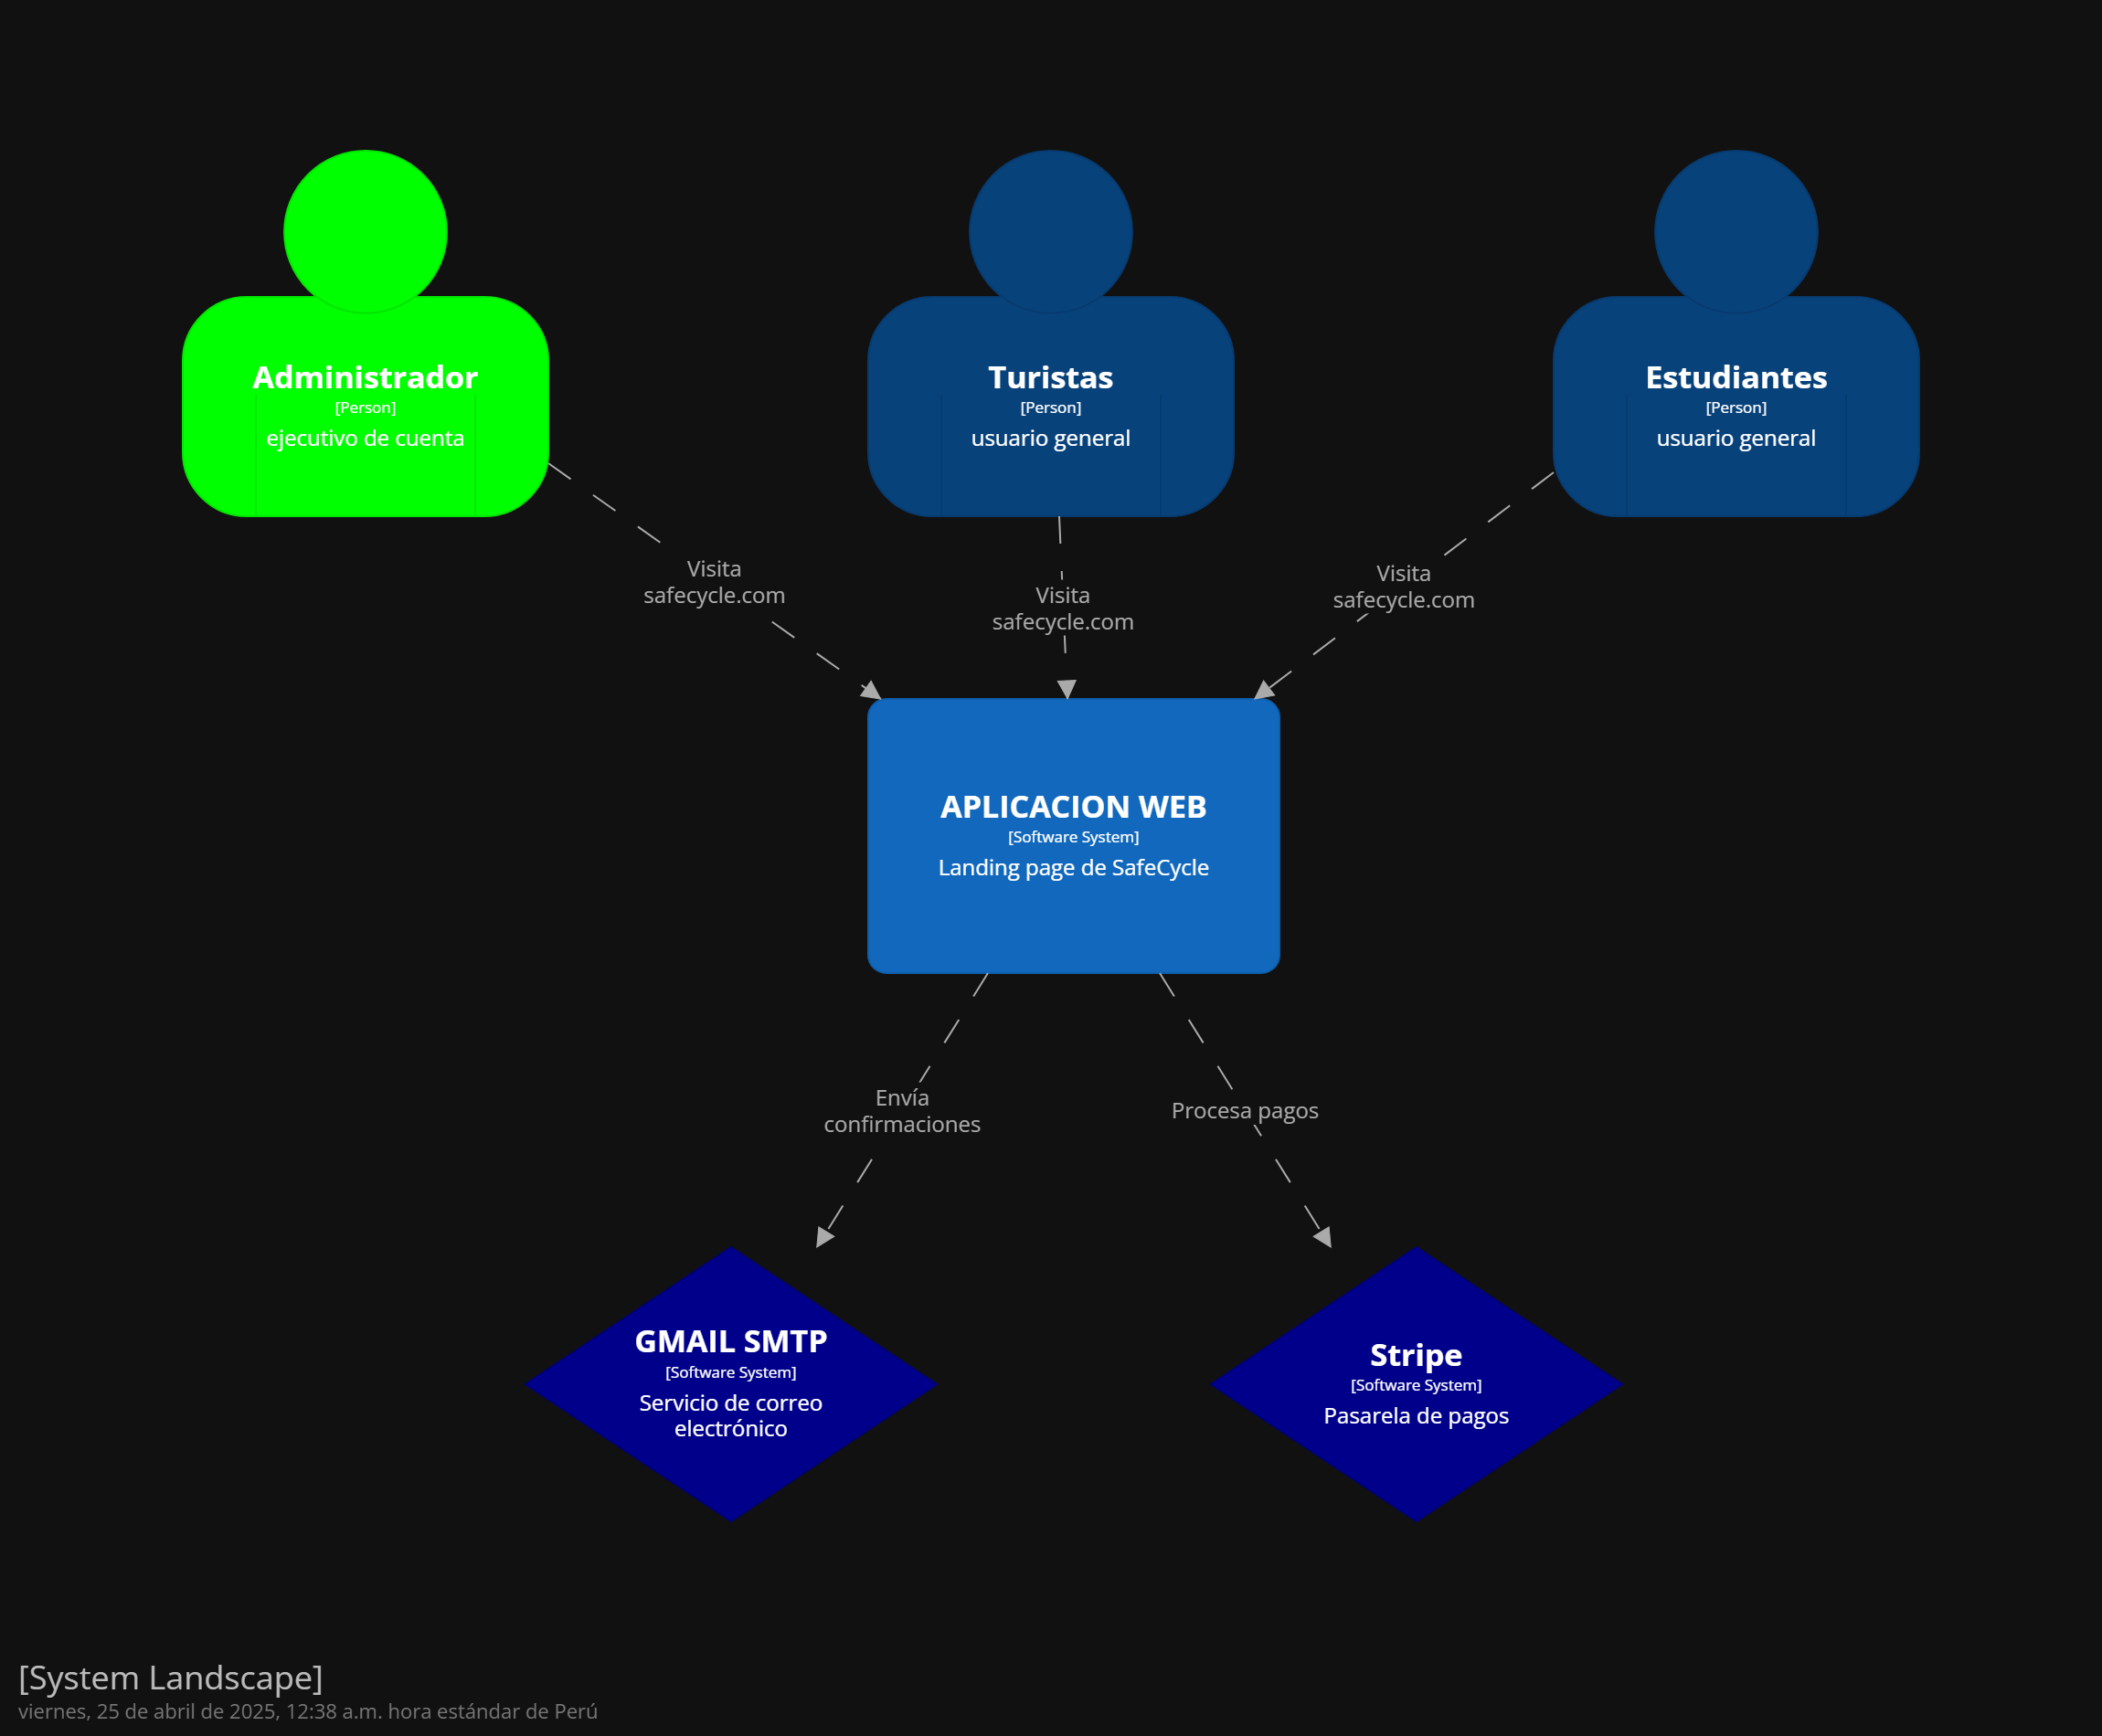 Administrador
[Person]
ejecutivo de cuenta
Turistas
[Person]
usuario general
Estudiantes
[Person]
usuario general
Visita
safecycle.com
Visita
safecycle.com
Visita
safecycle.com
APLICACION WEB
[Software System]
Landing page de SafeCycle
Envía
confirmaciones
Procesa pagos
GMAIL SMTP
[Software System]
Servicio de correo
electrónico
Stripe
[Software System]
Pasarela de pagos
[System Landscape]
viernes, 25 de abril de 2025, 12:38 a.m. hora estándar de Perú